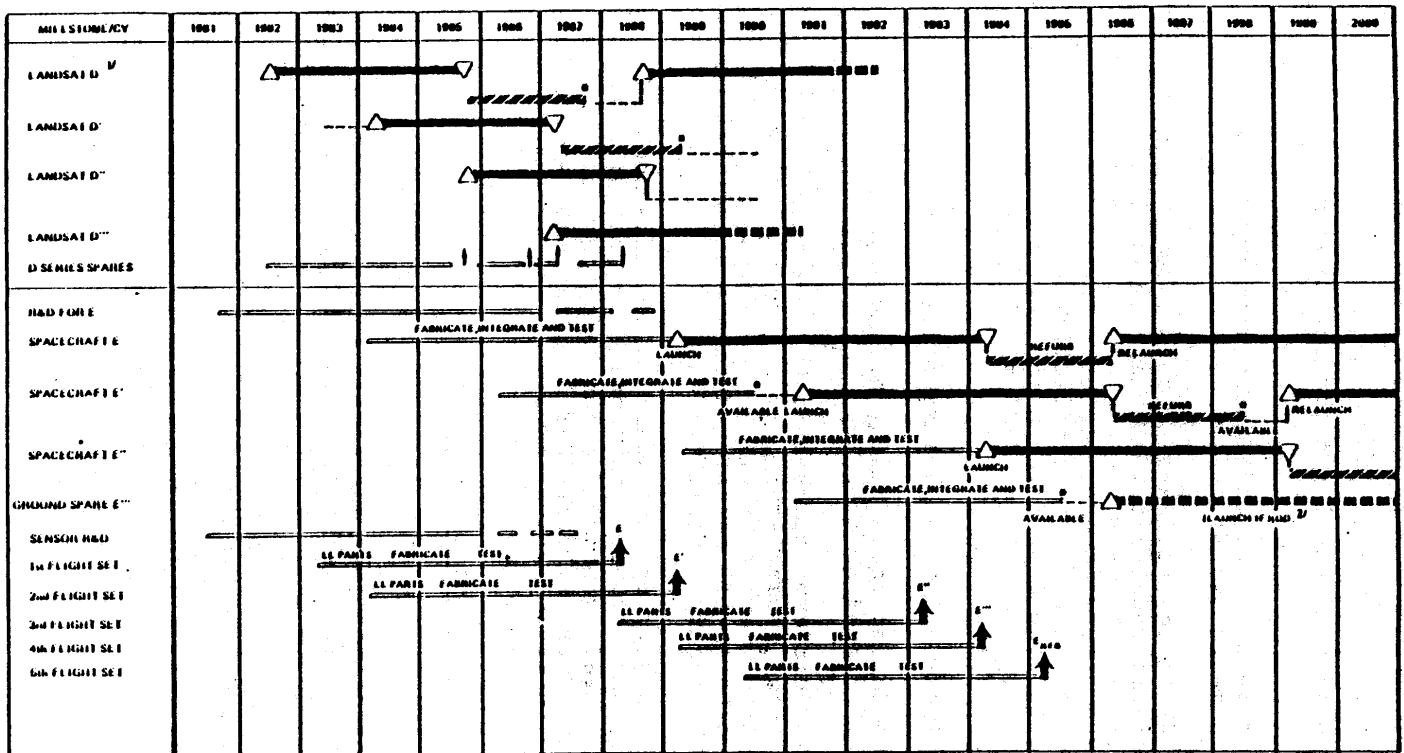 MILESTONE/CY 1981 1982 1983 1984 1985 1986 1987 1988 1989 1990 1991 1992 1993 1994 1995 1996 1997 1998 1999 2000
LANDSAT D 1/
LANDSAT D'
LANDSAT D''
LANDSAT D'''
D SERIES SPARES
R&D FOR E
FABRICATE, INTEGRATE AND TEST
SPACECRAFT E
LAUNCH
REFURB
RELAUNCH
FABRICATE, INTEGRATE AND TEST
SPACECRAFT E'
AVAILABLE LAUNCH
REFURB
AVAILABLE
RELAUNCH
FABRICATE, INTEGRATE AND TEST
SPACECRAFT E''
LAUNCH
FABRICATE, INTEGRATE AND TEST
GROUND SPARE E'''
AVAILABLE
(LAUNCH IF RQD. 2/
SENSOR R&D
E
1st FLIGHT SET
LL PARTS FABRICATE TEST
E'
2nd FLIGHT SET
LL PARTS FABRICATE TEST
E''
3rd FLIGHT SET
LL PARTS FABRICATE TEST
E'''
4th FLIGHT SET
LL PARTS FABRICATE TEST
5th FLIGHT SET
LL PARTS FABRICATE TEST